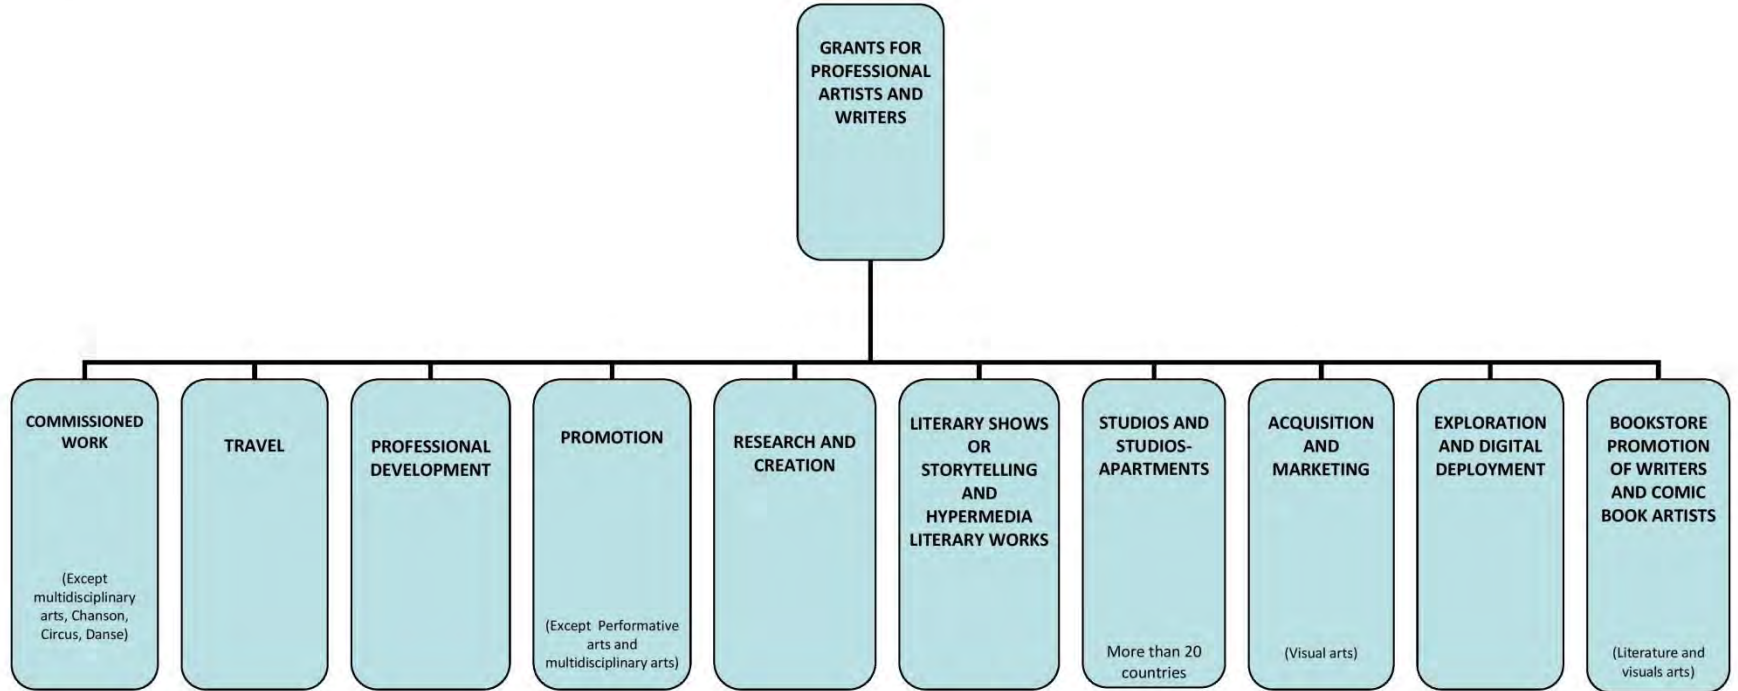 GRANTS FOR
PROFESSIONAL
ARTISTS AND
WRITERS
COMMISSIONED
WORK
(Except
multidisciplinary
arts, Chanson,
Circus, Danse)
TRAVEL
PROFESSIONAL
DEVELOPMENT
PROMOTION
(Except Performative
arts and
multidisciplinary arts)
RESEARCH AND
CREATION
LITERARY SHOWS
OR
STORYTELLING
AND
HYPERMEDIA
LITERARY WORKS
STUDIOS AND
STUDIOS-
APARTMENTS
More than 20
countries
ACQUISITION
AND
MARKETING
(Visual arts)
EXPLORATION
AND DIGITAL
DEPLOYMENT
BOOKSTORE
PROMOTION
OF WRITERS
AND COMIC
BOOK ARTISTS
(Literature and
visuals arts)